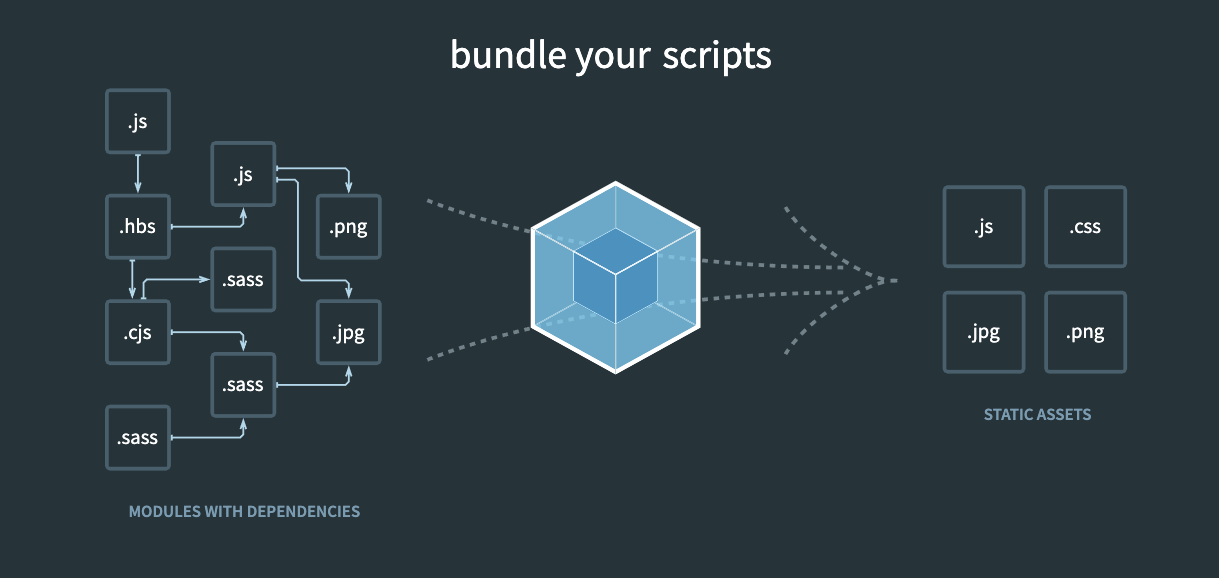 bundle your scripts
.js
.js
.hbs
.png
.sass
.cjs
.jpg
.sass
.sass
MODULES WITH DEPENDENCIES
.js
.css
.jpg
.png
STATIC ASSETS